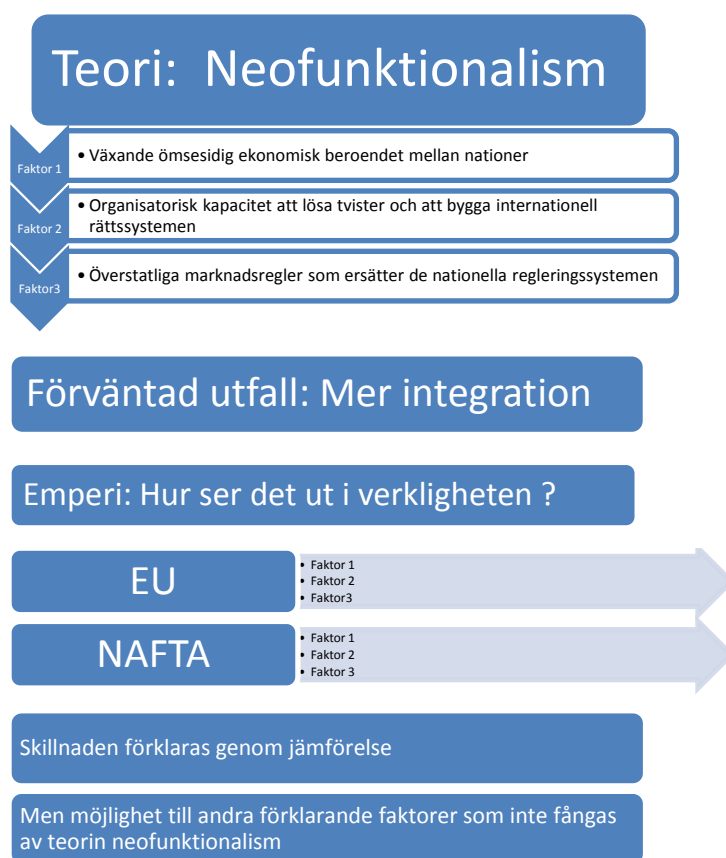 Teori: Neofunktionalism
Faktor 1
• Växande ömsesidig ekonomisk beroendet mellan nationer
Faktor 2
• Organisatorisk kapacitet att lösa tvister och att bygga internationell
rättssystemen
Faktor3
• Överstatliga marknadsregler som ersätter de nationella regleringssystemen
Förväntad utfall: Mer integration
Emperi: Hur ser det ut i verkligheten ?
EU
• Faktor 1
• Faktor 2
• Faktor3
NAFTA
• Faktor 1
• Faktor 2
• Faktor 3
Skillnaden förklaras genom jämförelse
Men möjlighet till andra förklarande faktorer som inte fångas
av teorin neofunktionalism